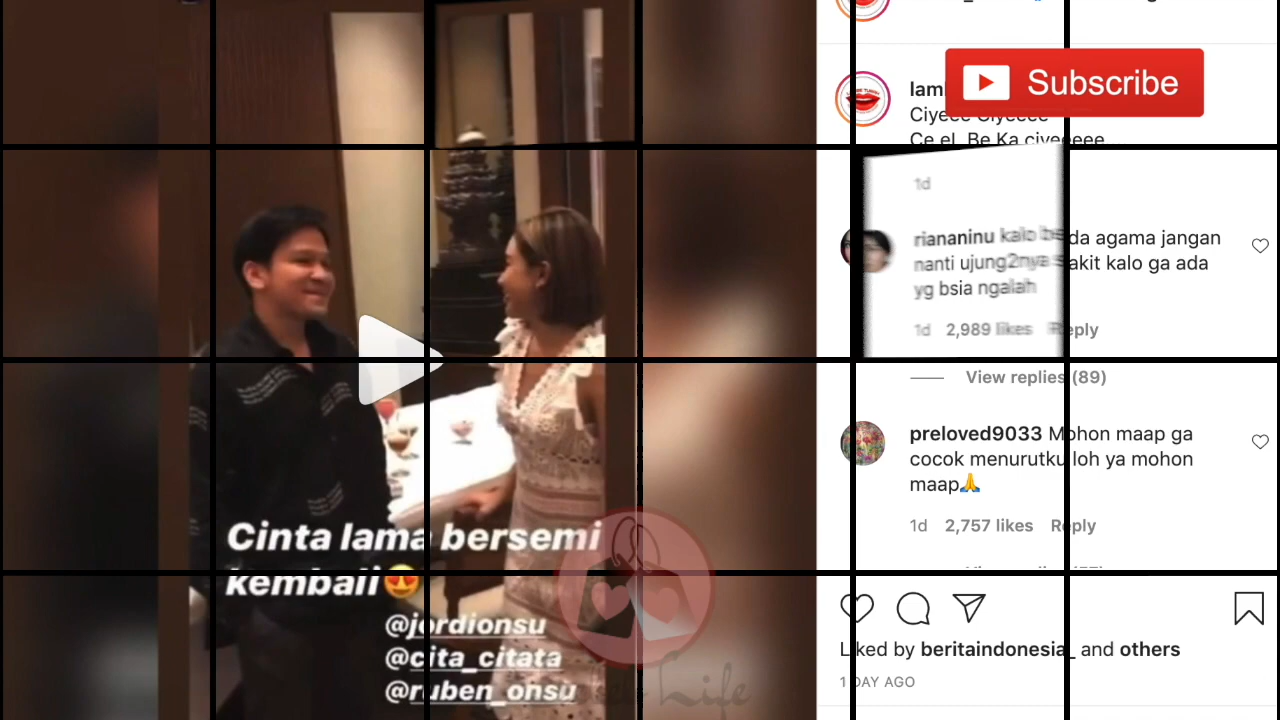 Cinta lama bersemi
kembali😍
@jordionsu
@cita_citata
@ruben_onsu
Life
Subscribe
Ciyeee Ciyeeee
Ce el Be Ka ciyeeeee
1d
riananinu kalo da agama jangan
nanti ujung2nya sakit kalo ga ada
yg bsia ngalah
1d 2,989 likes Reply
View replies (89)
preloved9033 Mohon maap ga
cocok menurutku loh ya mohon
maap🙏
1d 2,757 likes Reply
Liked by beritaindonesia_ and others
1 DAY AGO